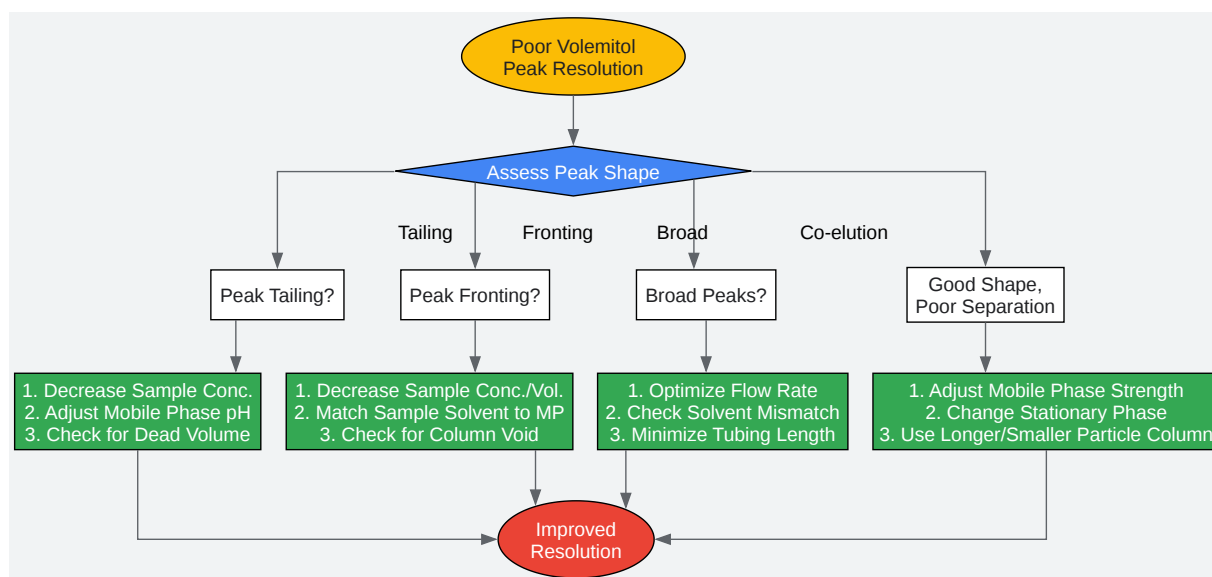 Poor Volemitol
Peak Resolution
Assess Peak Shape
Tailing
Fronting
Broad
Co-elution
Peak Tailing?
Peak Fronting?
Broad Peaks?
Good Shape,
Poor Separation
1. Decrease Sample Conc.
2. Adjust Mobile Phase pH
3. Check for Dead Volume
1. Decrease Sample Conc./Vol.
2. Match Sample Solvent to MP
3. Check for Column Void
1. Optimize Flow Rate
2. Check Solvent Mismatch
3. Minimize Tubing Length
1. Adjust Mobile Phase Strength
2. Change Stationary Phase
3. Use Longer/Smaller Particle Column
Improved
Resolution